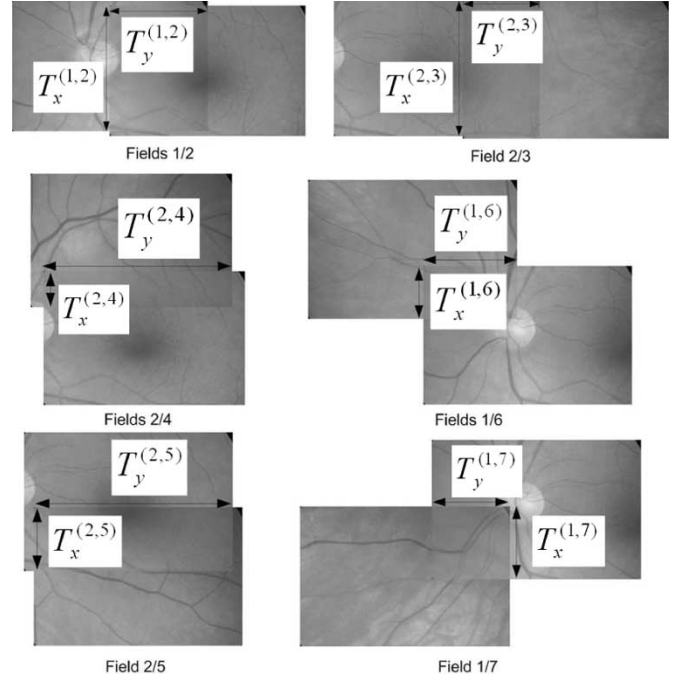 T_y^(1,2)
T_x^(1,2)
Fields 1/2
T_y^(2,3)
T_x^(2,3)
Field 2/3
T_y^(2,4)
T_x^(2,4)
Fields 2/4
T_y^(1,6)
T_x^(1,6)
Fields 1/6
T_y^(2,5)
T_x^(2,5)
Field 2/5
T_y^(1,7)
T_x^(1,7)
Field 1/7